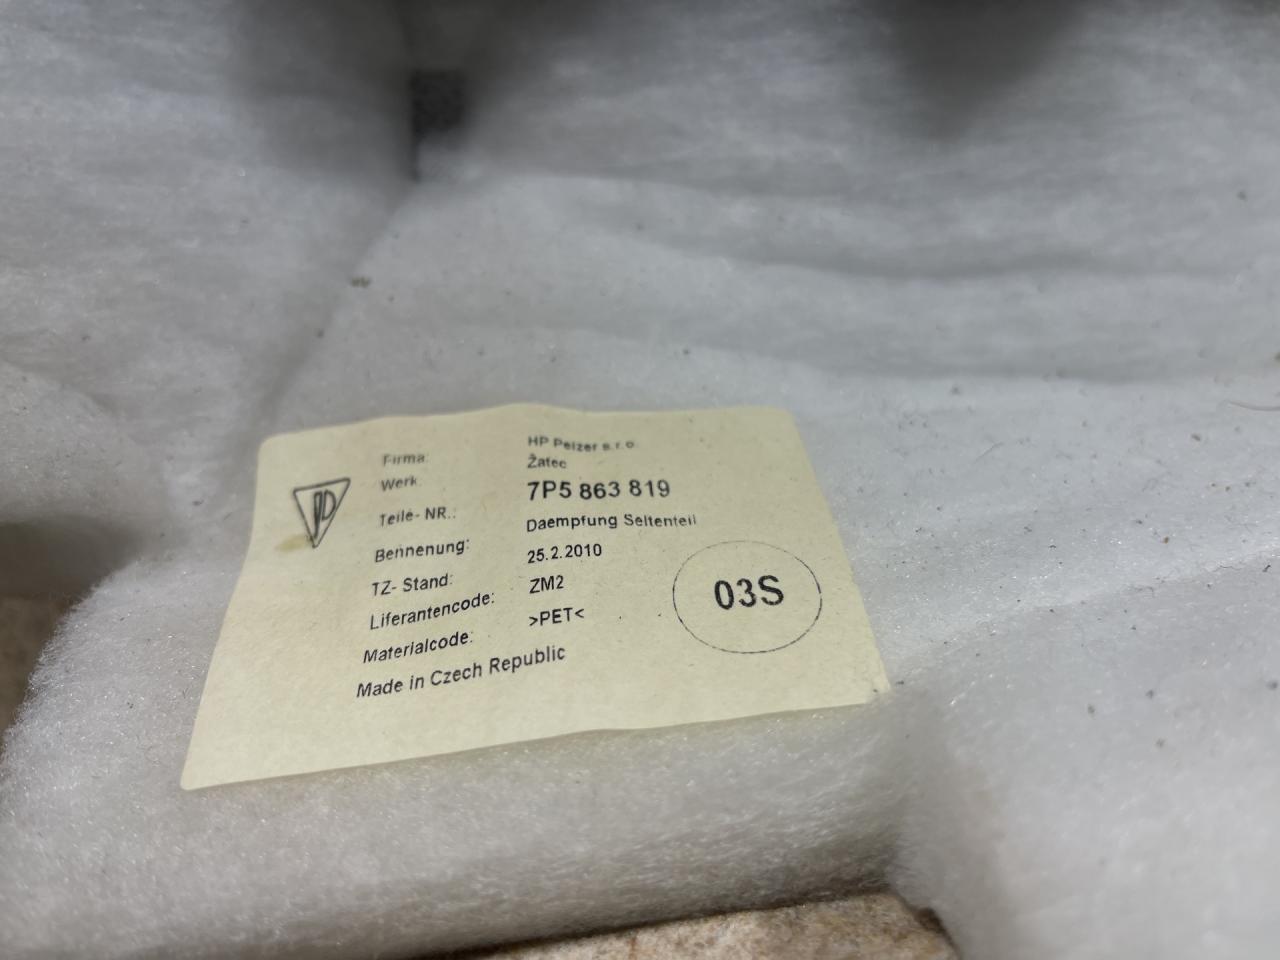 Firma: HP Pelzer s.r.o.
Werk Žatec
Teile- NR.: 7P5 863 819
Bennenung: Daempfung Seitenteil
TZ- Stand: 25.2.2010
Liferantencode: ZM2
Materialcode: >PET<
Made in Czech Republic
03S